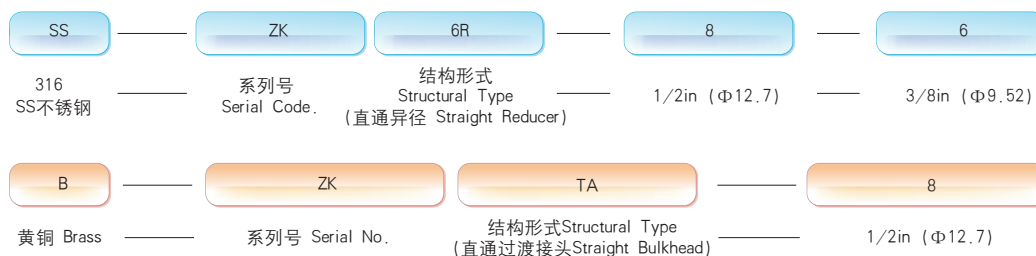 SS ZK 6R 8 6
316
SS不锈钢
系列号
Serial Code.
结构形式
Structural Type
(直通异径 Straight Reducer)
1/2in (Φ12.7)
3/8in (Φ9.52)
B ZK TA 8
黄铜 Brass
系列号 Serial No.
结构形式Structural Type
(直通过渡接头Straight Bulkhead)
1/2in (Φ12.7)